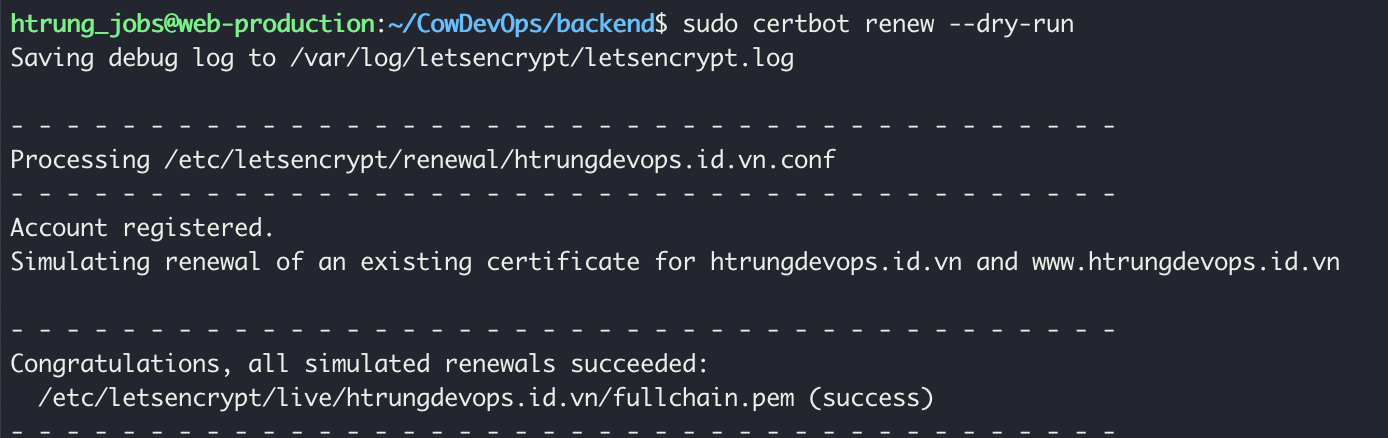 htrung_jobs@web-production:~/CowDevOps/backend$ sudo certbot renew --dry-run
Saving debug log to /var/log/letsencrypt/letsencrypt.log
- - - - - - - - - - - - - - - - - - - - - - - - - - - - - - - - - - - - - - - -
Processing /etc/letsencrypt/renewal/htrungdevops.id.vn.conf
- - - - - - - - - - - - - - - - - - - - - - - - - - - - - - - - - - - - - - - -
Account registered.
Simulating renewal of an existing certificate for htrungdevops.id.vn and www.htrungdevops.id.vn
- - - - - - - - - - - - - - - - - - - - - - - - - - - - - - - - - - - - - - - -
Congratulations, all simulated renewals succeeded:
  /etc/letsencrypt/live/htrungdevops.id.vn/fullchain.pem (success)
- - - - - - - - - - - - - - - - - - - - - - - - - - - - - - - - - - - - - - - -